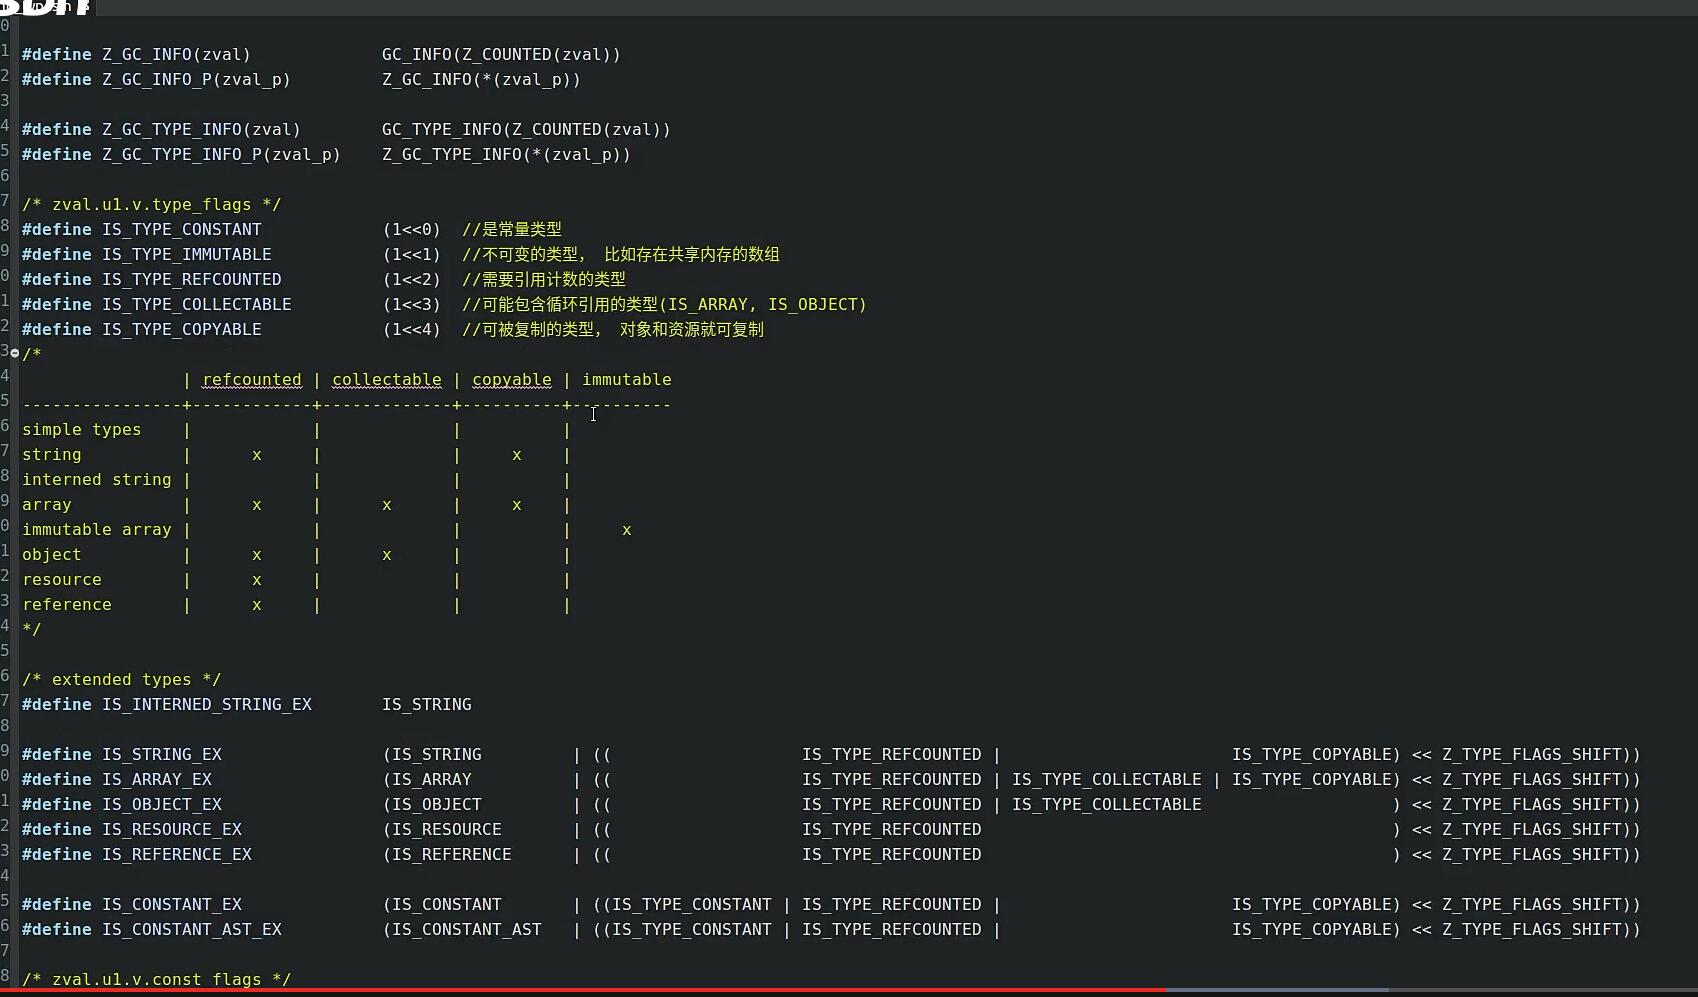 0
1 #define Z_GC_INFO(zval)             GC_INFO(Z_COUNTED(zval))
2 #define Z_GC_INFO_P(zval_p)         Z_GC_INFO(*(zval_p))
3
4 #define Z_GC_TYPE_INFO(zval)        GC_TYPE_INFO(Z_COUNTED(zval))
5 #define Z_GC_TYPE_INFO_P(zval_p)    Z_GC_TYPE_INFO(*(zval_p))
6
7 /* zval.u1.v.type_flags */
8 #define IS_TYPE_CONSTANT            (1<<0)  //是常量类型
9 #define IS_TYPE_IMMUTABLE           (1<<1)  //不可变的类型， 比如存在共享内存的数组
0 #define IS_TYPE_REFCOUNTED          (1<<2)  //需要引用计数的类型
1 #define IS_TYPE_COLLECTABLE         (1<<3)  //可能包含循环引用的类型(IS_ARRAY, IS_OBJECT)
2 #define IS_TYPE_COPYABLE            (1<<4)  //可被复制的类型， 对象和资源就可复制
3 /*
4                 | refcounted | collectable | copyable | immutable
5 ----------------+------------+-------------+----------+----------
6 simple types    |            |             |          |
7 string          |      x     |             |     x    |
8 interned string |            |             |          |
9 array           |      x     |      x      |     x    |
0 immutable array |            |             |          |     x
1 object          |      x     |      x      |          |
2 resource        |      x     |             |          |
3 reference       |      x     |             |          |
4 */
5
6 /* extended types */
7 #define IS_INTERNED_STRING_EX       IS_STRING
8
9 #define IS_STRING_EX                (IS_STRING         | ((                   IS_TYPE_REFCOUNTED |                       IS_TYPE_COPYABLE) << Z_TYPE_FLAGS_SHIFT))
0 #define IS_ARRAY_EX                 (IS_ARRAY          | ((                   IS_TYPE_REFCOUNTED | IS_TYPE_COLLECTABLE | IS_TYPE_COPYABLE) << Z_TYPE_FLAGS_SHIFT))
1 #define IS_OBJECT_EX                (IS_OBJECT         | ((                   IS_TYPE_REFCOUNTED | IS_TYPE_COLLECTABLE                   ) << Z_TYPE_FLAGS_SHIFT))
2 #define IS_RESOURCE_EX              (IS_RESOURCE       | ((                   IS_TYPE_REFCOUNTED                                         ) << Z_TYPE_FLAGS_SHIFT))
3 #define IS_REFERENCE_EX             (IS_REFERENCE      | ((                   IS_TYPE_REFCOUNTED                                         ) << Z_TYPE_FLAGS_SHIFT))
4
5 #define IS_CONSTANT_EX              (IS_CONSTANT       | ((IS_TYPE_CONSTANT | IS_TYPE_REFCOUNTED |                       IS_TYPE_COPYABLE) << Z_TYPE_FLAGS_SHIFT))
6 #define IS_CONSTANT_AST_EX          (IS_CONSTANT_AST   | ((IS_TYPE_CONSTANT | IS_TYPE_REFCOUNTED |                       IS_TYPE_COPYABLE) << Z_TYPE_FLAGS_SHIFT))
7
8 /* zval.u1.v.const_flags */